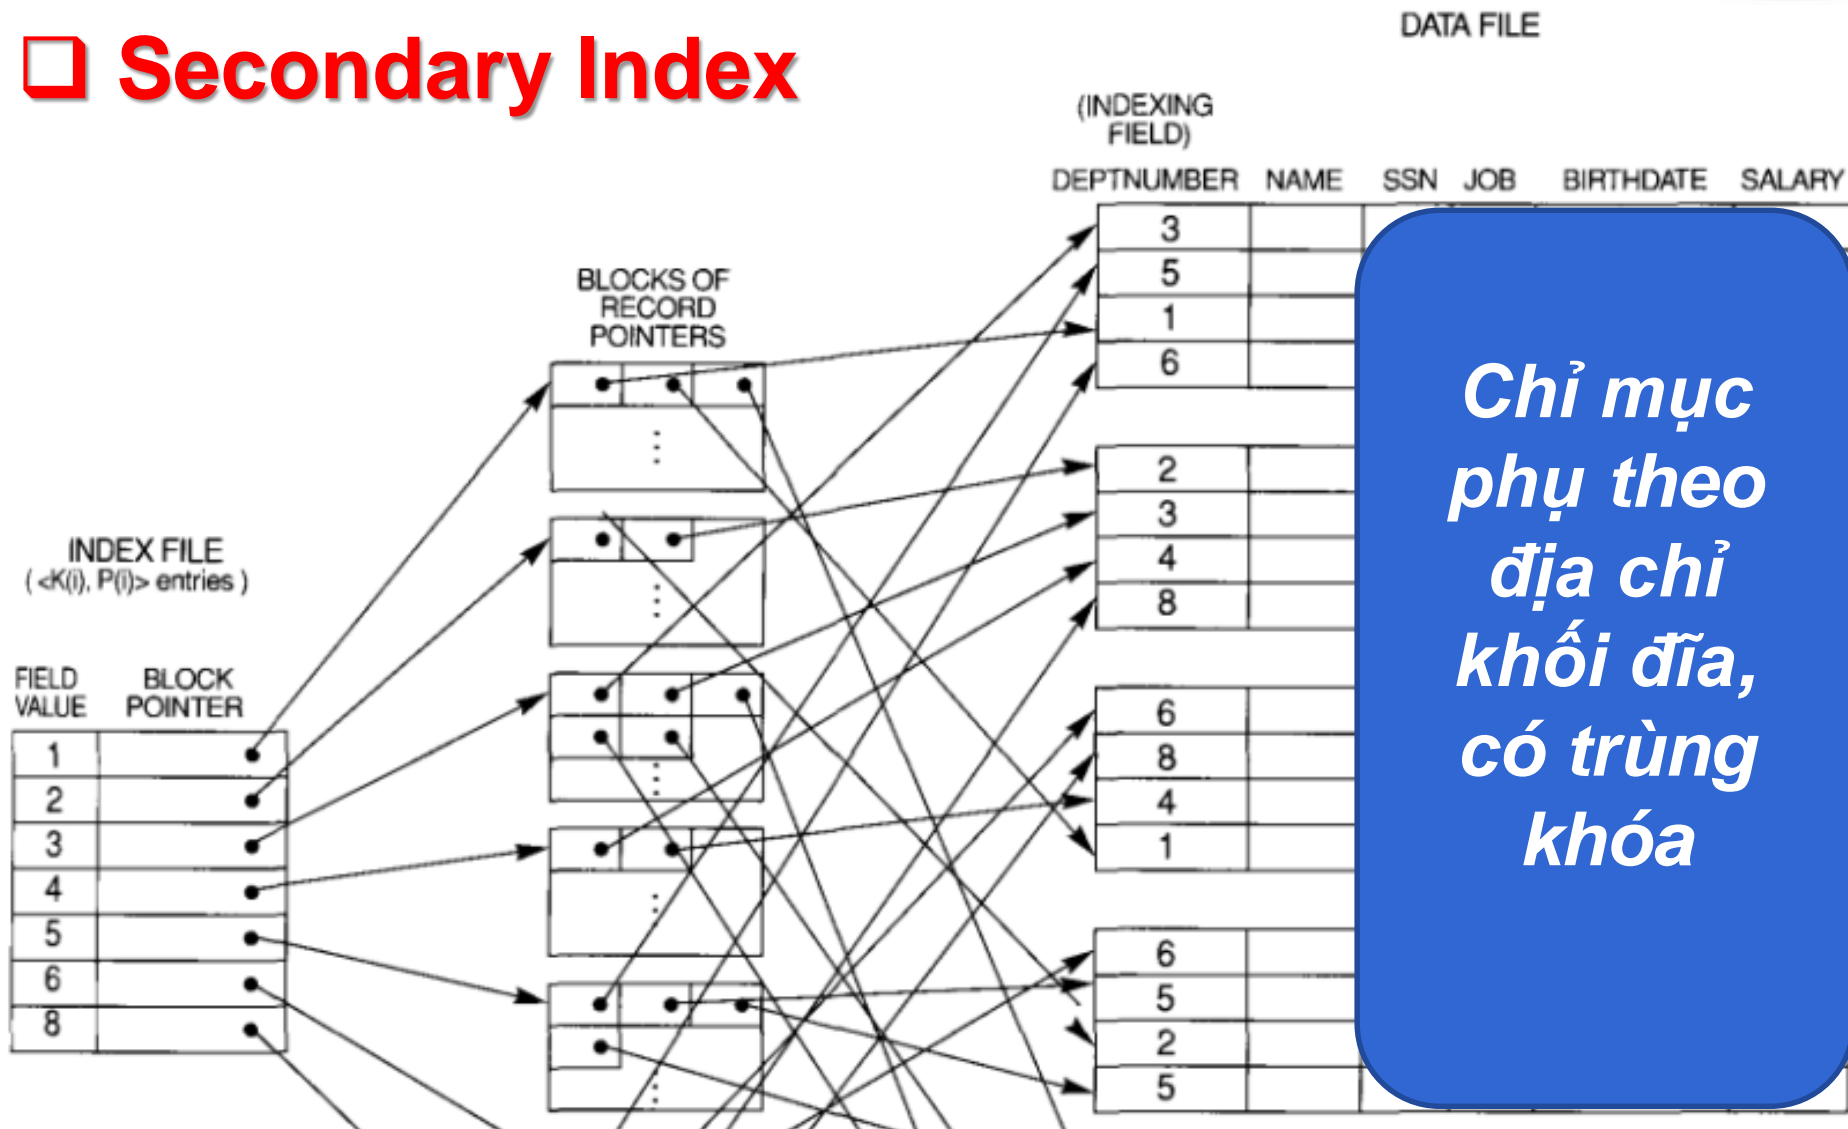 ❑ Secondary Index
DATA FILE
(INDEXING
FIELD)
DEPTNUMBER NAME SSN JOB BIRTHDATE SALARY
3
5
1
6
2
3
4
8
6
8
4
1
6
5
2
5
BLOCKS OF
RECORD
POINTERS
INDEX FILE
( <K(i), P(i)> entries )
FIELD
VALUE
BLOCK
POINTER
1
2
3
4
5
6
8
Chỉ mục
phụ theo
địa chỉ
khối đĩa,
có trùng
khóa